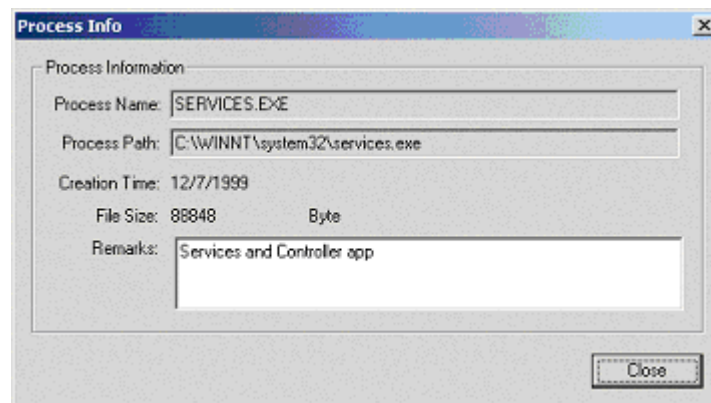 Process Info
Process Information
Process Name: SERVICES.EXE
Process Path: C:\WINNT\system32\services.exe
Creation Time: 12/7/1999
File Size: 88848 Byte
Remarks: Services and Controller app
Close